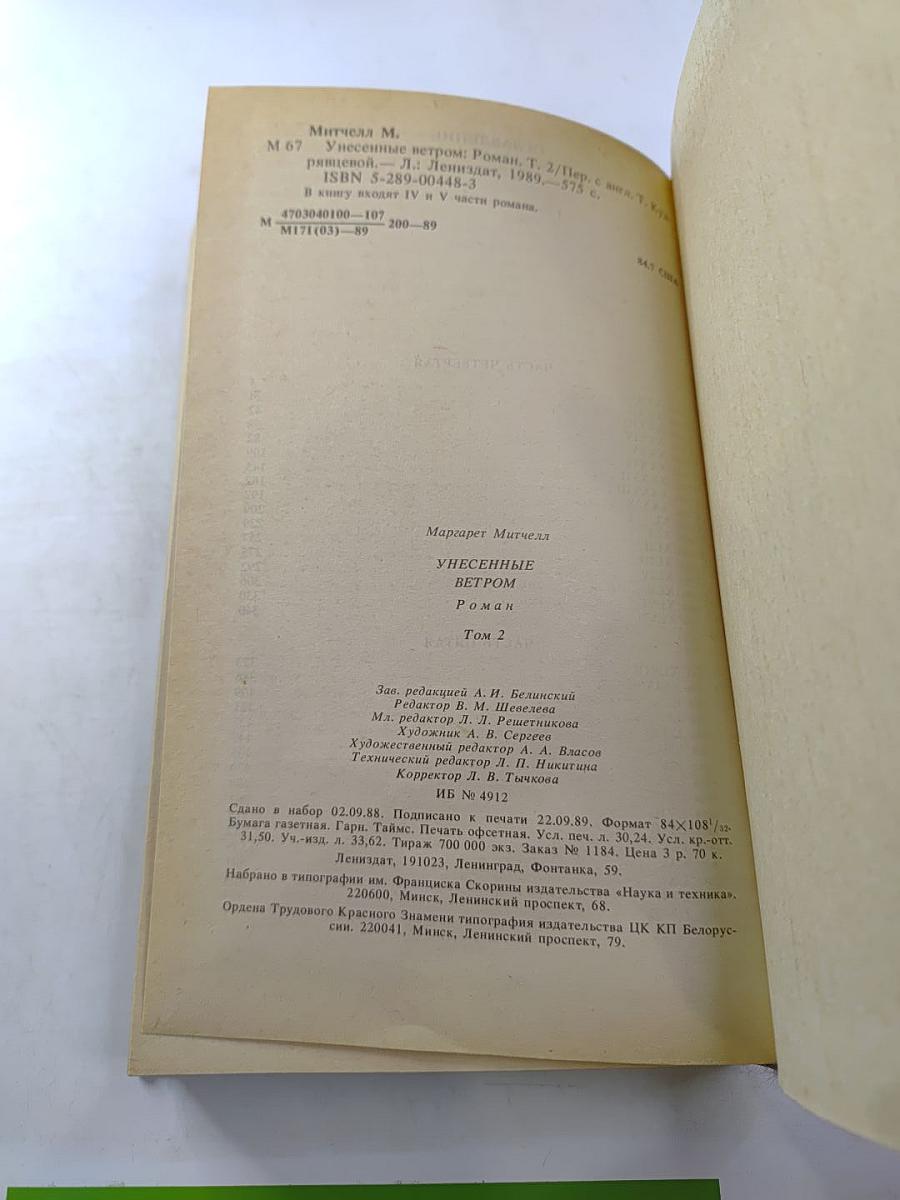 Митчелл М.
М 67 Унесенные ветром: Роман. Т. 2/Пер. с англ. Т. Куд-
рявцевой.— Л.: Лениздат, 1989.— 575 с.
ISBN 5-289-00448-3
В книгу входят IV и V части романа.
М 4703040100—107 200—89
М171(03)—89
84.7 США
Маргарет Митчелл
УНЕСЕННЫЕ
ВЕТРОМ
Роман
Том 2
Зав. редакцией А. И. Белинский
Редактор В. М. Шевелева
Мл. редактор Л. Л. Решетникова
Художник А. В. Сергеев
Художественный редактор А. А. Власов
Технический редактор Л. П. Никитина
Корректор Л. В. Тычкова
ИБ № 4912
Сдано в набор 02.09.88. Подписано к печати 22.09.89. Формат 84×108¹/₃₂.
Бумага газетная. Гарн. Таймс. Печать офсетная. Усл. печ. л. 30,24. Усл. кр.-отт.
31,50. Уч.-изд. л. 33,62. Тираж 700 000 экз. Заказ № 1184. Цена 3 р. 70 к.
Лениздат, 191023, Ленинград, Фонтанка, 59.
Набрано в типографии им. Франциска Скорины издательства «Наука и техника».
220600, Минск, Ленинский проспект, 68.
Ордена Трудового Красного Знамени типография издательства ЦК КП Белорус-
сии. 220041, Минск, Ленинский проспект, 79.